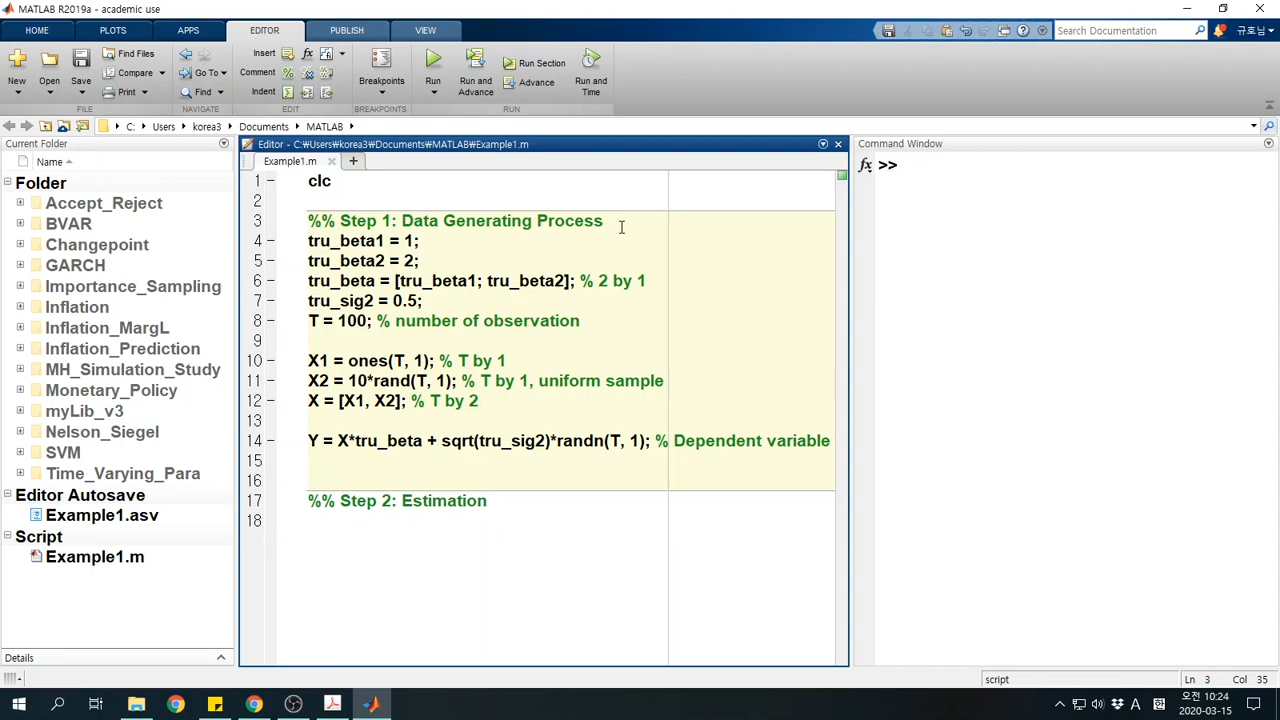 MATLAB R2019a - academic use
HOME PLOTS APPS EDITOR PUBLISH VIEW
Search Documentation 규호님
New Open Save Find Files Compare Print
Go To Find
Insert fx
Comment
Indent
Breakpoints Run Run and Advance Run Section Advance Run and Time
FILE NAVIGATE EDIT BREAKPOINTS RUN
C: Users korea3 Documents MATLAB
Current Folder
Name
Folder
Accept_Reject
BVAR
Changepoint
GARCH
Importance_Sampling
Inflation
Inflation_MargL
Inflation_Prediction
MH_Simulation_Study
Monetary_Policy
myLib_v3
Nelson_Siegel
SVM
Time_Varying_Para
Editor Autosave
Example1.asv
Script
Example1.m
Details
Editor - C:₩Users₩korea3₩Documents₩MATLAB₩Example1.m
Example1.m
1 clc
2
3 %% Step 1: Data Generating Process
4 tru_beta1 = 1;
5 tru_beta2 = 2;
6 tru_beta = [tru_beta1; tru_beta2]; % 2 by 1
7 tru_sig2 = 0.5;
8 T = 100; % number of observation
9
10 X1 = ones(T, 1); % T by 1
11 X2 = 10*rand(T, 1); % T by 1, uniform sample
12 X = [X1, X2]; % T by 2
13
14 Y = X*tru_beta + sqrt(tru_sig2)*randn(T, 1); % Dependent variable
15
16
17 %% Step 2: Estimation
18
Command Window
fx >>
script Ln 3 Col 35
A 한 오전 10:24
2020-03-15